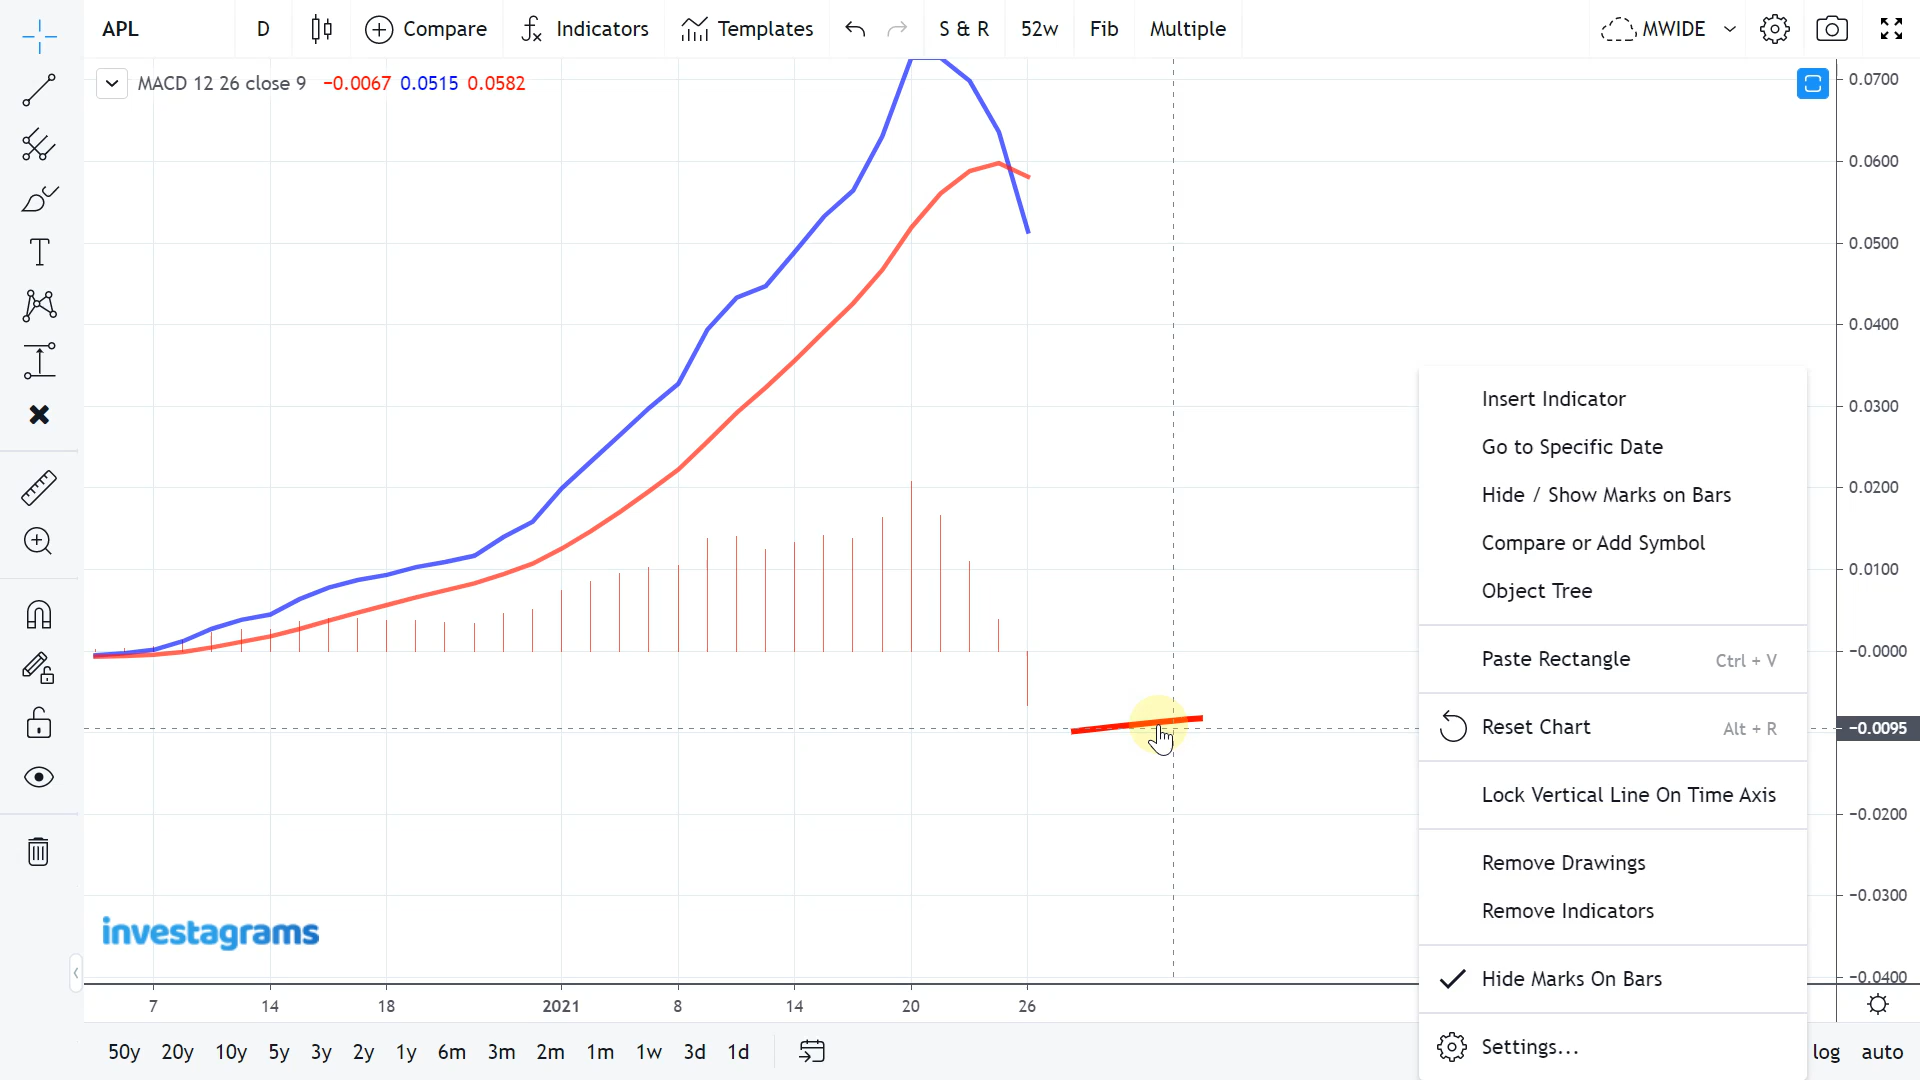 APL D Compare Indicators Templates S & R 52w Fib Multiple MWIDE
MACD 12 26 close 9 −0.0067 0.0515 0.0582
0.0700
0.0600
0.0500
0.0400
0.0300
0.0200
0.0100
−0.0000
−0.0095
−0.0200
−0.0300
−0.0400
Insert Indicator
Go to Specific Date
Hide / Show Marks on Bars
Compare or Add Symbol
Object Tree
Paste Rectangle Ctrl + V
Reset Chart Alt + R
Lock Vertical Line On Time Axis
Remove Drawings
Remove Indicators
Hide Marks On Bars
Settings...
investagrams
7 14 18 2021 8 14 20 26
50y 20y 10y 5y 3y 2y 1y 6m 3m 2m 1m 1w 3d 1d log auto